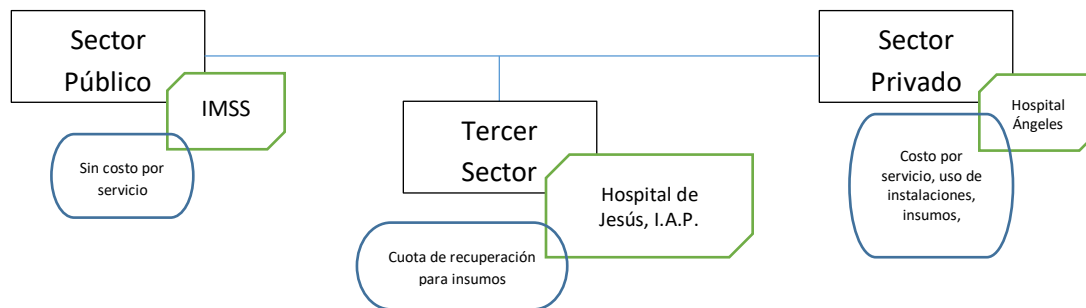 Sector
Público
IMSS
Sin costo por
servicio
Tercer
Sector
Hospital de
Jesús, I.A.P.
Cuota de recuperación
para insumos
Sector
Privado
Hospital
Ángeles
Costo por
servicio, uso de
instalaciones,
insumos,